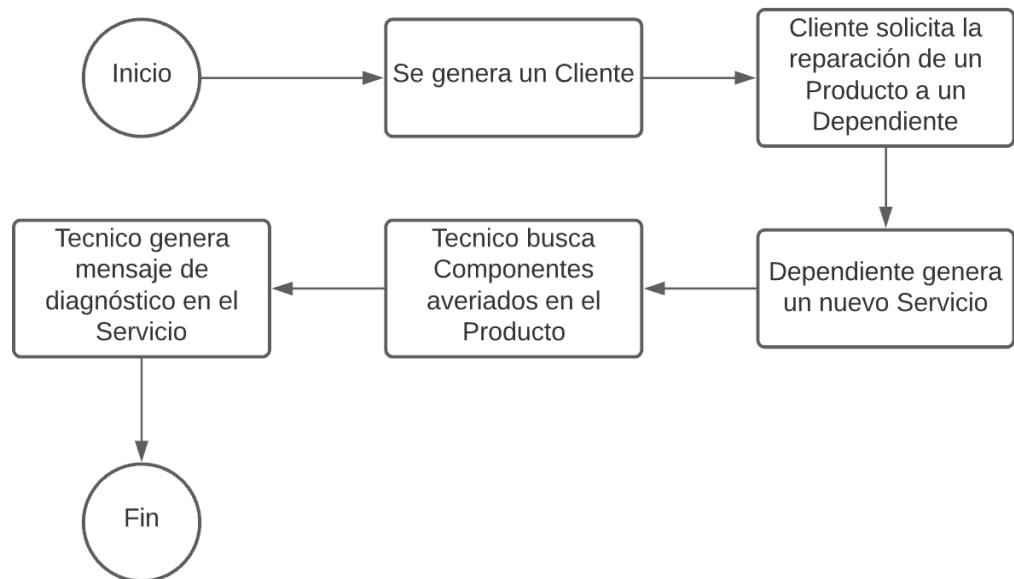 Inicio
Se genera un Cliente
Cliente solicita la
reparación de un
Producto a un
Dependiente
Dependiente genera
un nuevo Servicio
Tecnico busca
Componentes
averiados en el
Producto
Tecnico genera
mensaje de
diagnóstico en el
Servicio
Fin